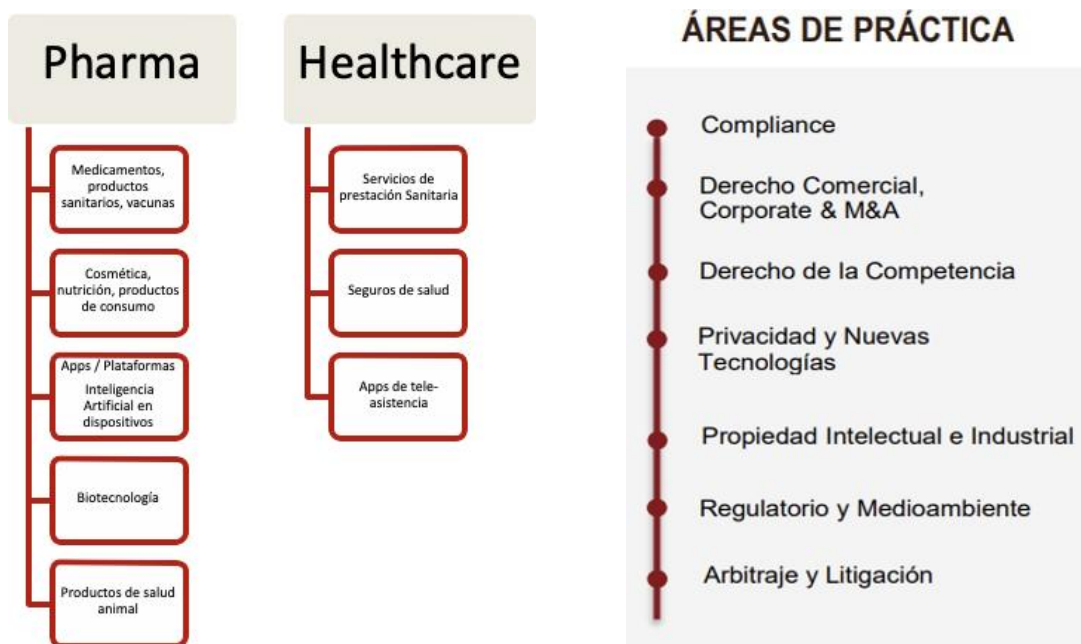 Pharma
Medicamentos,
productos
sanitarios, vacunas
Cosmética,
nutrición, productos
de consumo
Apps / Plataformas
Inteligencia
Artificial en
dispositivos
Biotecnología
Productos de salud
animal
Healthcare
Servicios de
prestación Sanitaria
Seguros de salud
Apps de tele-
asistencia
ÁREAS DE PRÁCTICA
Compliance
Derecho Comercial,
Corporate & M&A
Derecho de la Competencia
Privacidad y Nuevas
Tecnologías
Propiedad Intelectual e Industrial
Regulatorio y Medioambiente
Arbitraje y Litigación